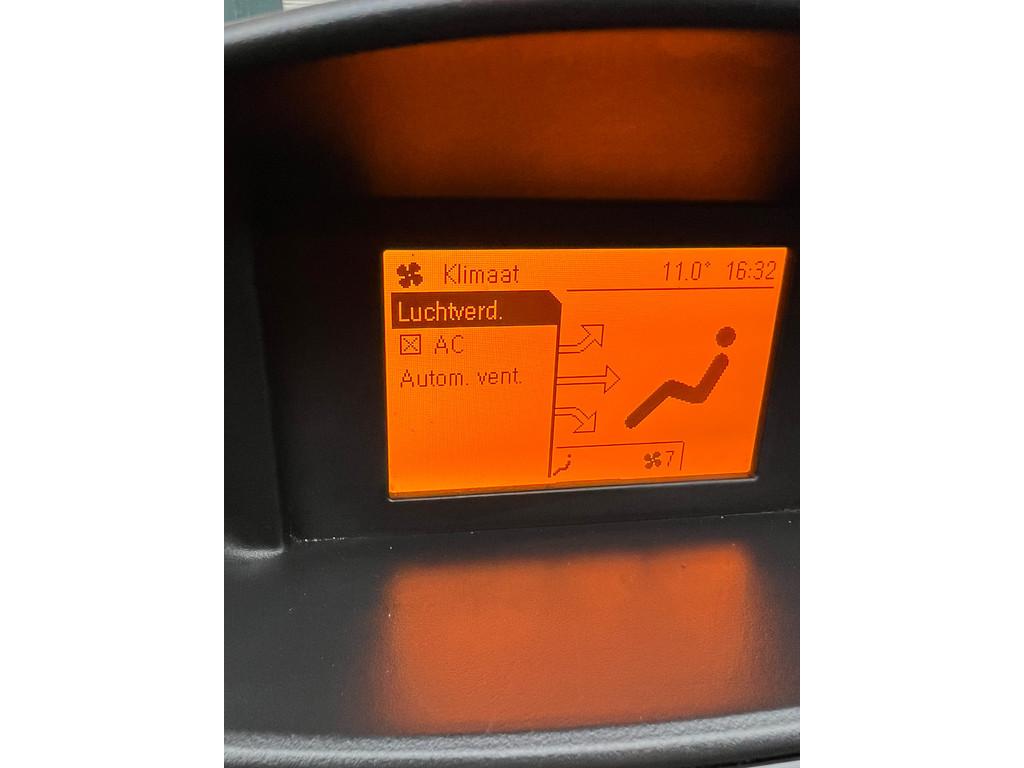 Klimaat 11.0° 16:32
Luchtverd.
AC
Autom. vent.
7